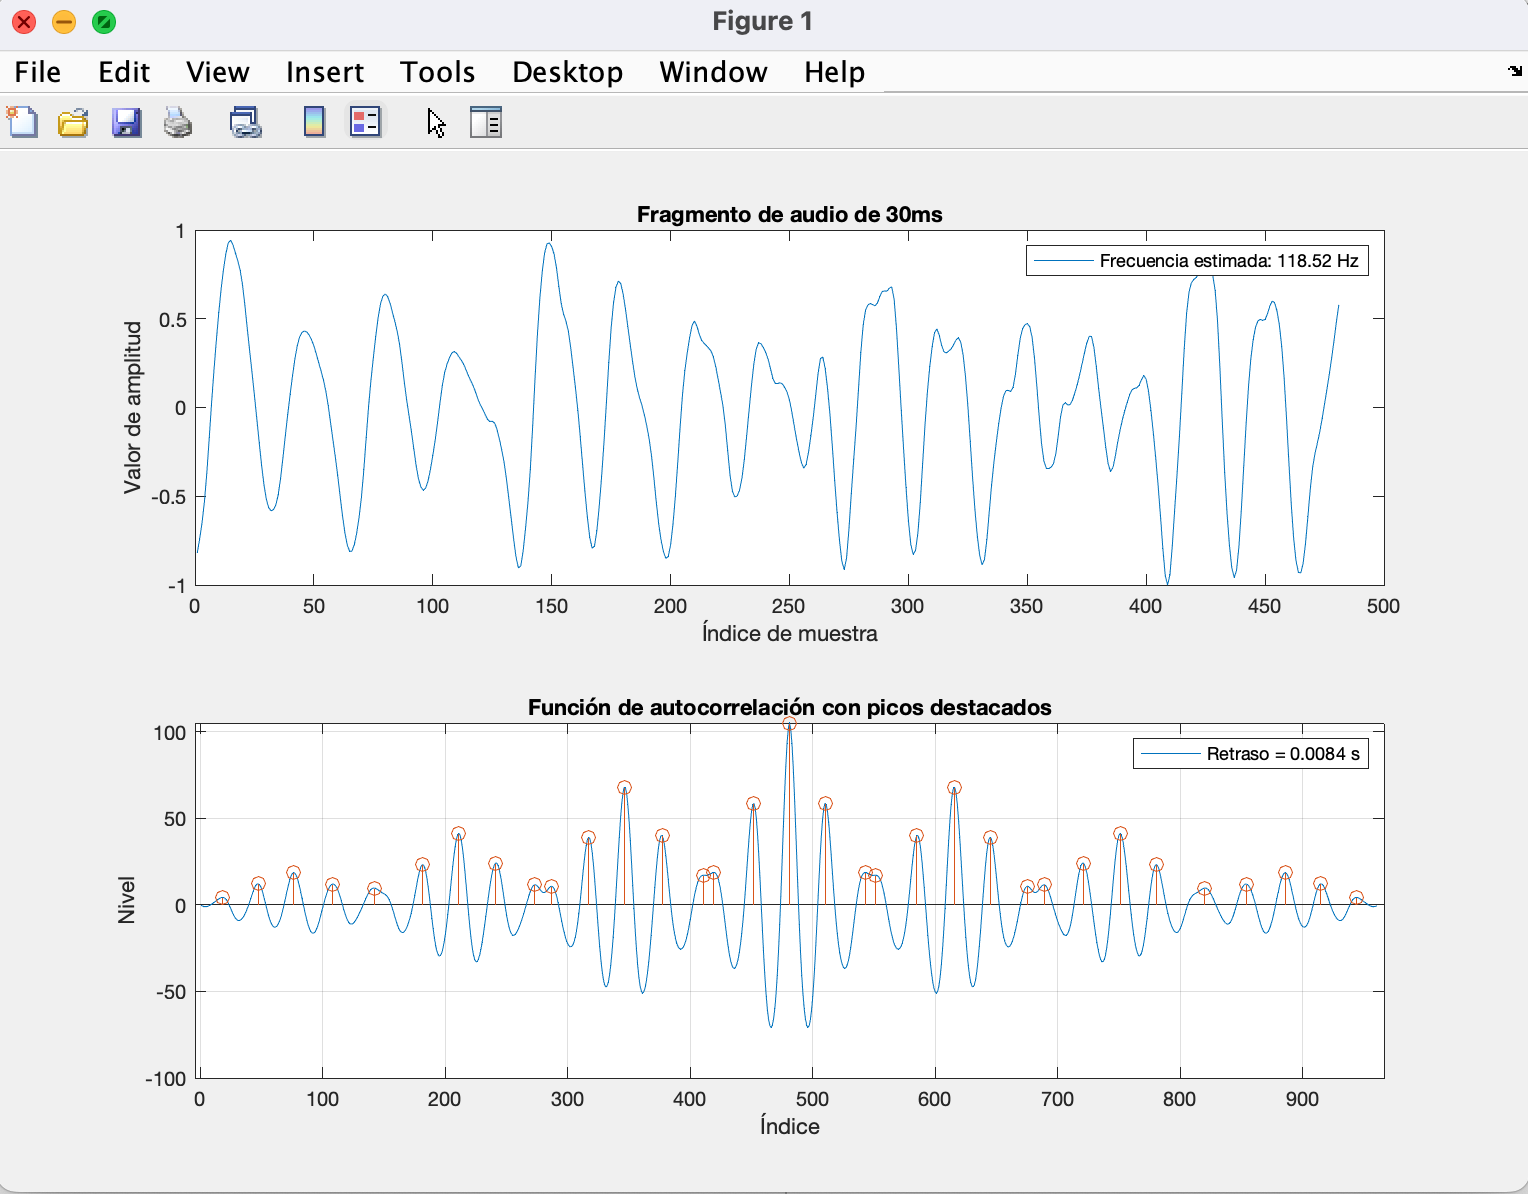 Figure 1
File Edit View Insert Tools Desktop Window Help
Fragmento de audio de 30ms
1
0.5
0
-0.5
-1
Valor de amplitud
Frecuencia estimada: 118.52 Hz
0 50 100 150 200 250 300 350 400 450 500
Índice de muestra
Función de autocorrelación con picos destacados
100
50
0
-50
-100
Nivel
Retraso = 0.0084 s
0 100 200 300 400 500 600 700 800 900
Índice